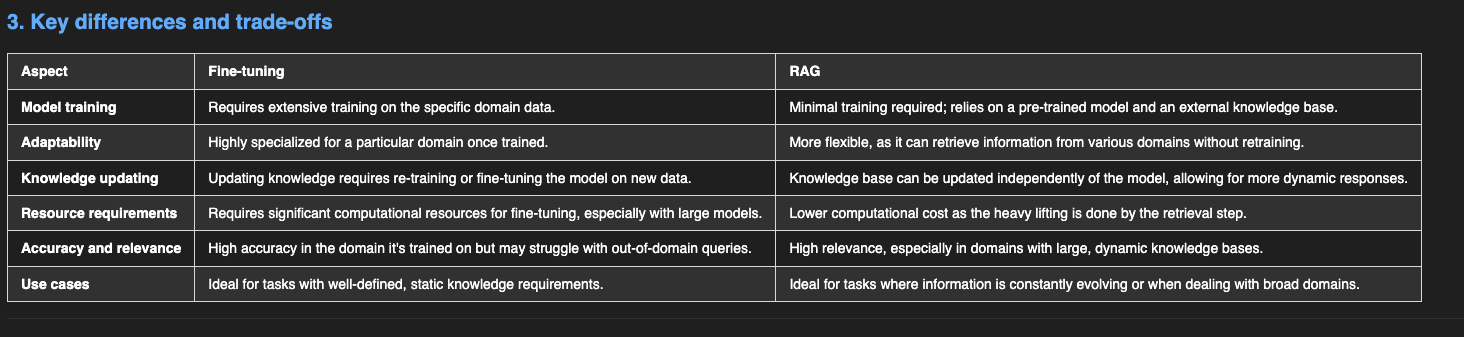 3. Key differences and trade-offs
Aspect Fine-tuning RAG
Model training Requires extensive training on the specific domain data. Minimal training required; relies on a pre-trained model and an external knowledge base.
Adaptability Highly specialized for a particular domain once trained. More flexible, as it can retrieve information from various domains without retraining.
Knowledge updating Updating knowledge requires re-training or fine-tuning the model on new data. Knowledge base can be updated independently of the model, allowing for more dynamic responses.
Resource requirements Requires significant computational resources for fine-tuning, especially with large models. Lower computational cost as the heavy lifting is done by the retrieval step.
Accuracy and relevance High accuracy in the domain it's trained on but may struggle with out-of-domain queries. High relevance, especially in domains with large, dynamic knowledge bases.
Use cases Ideal for tasks with well-defined, static knowledge requirements. Ideal for tasks where information is constantly evolving or when dealing with broad domains.